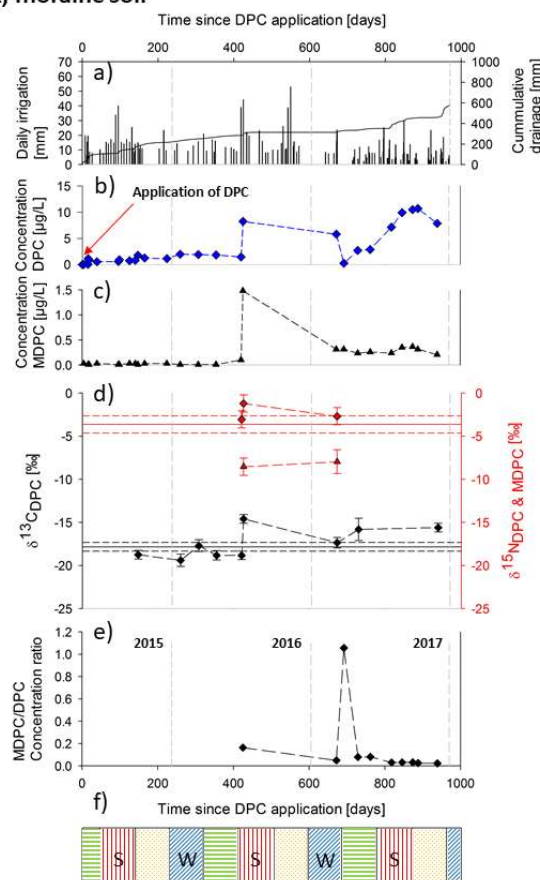 moraine soil
Time since DPC application [days]
0 200 400 600 800 1000
a)
Daily irrigation [mm]
70
60
50
40
30
20
10
0
Cummulative drainage [mm]
1000
800
600
400
200
0
b)
Application of DPC
Concentration DPC [µg/L]
15
10
5
0
c)
Concentration MDPC [µg/L]
1.5
1.0
0.5
0.0
d)
δ13CDPC [‰]
0
-5
-10
-15
-20
-25
δ15NDPC & MDPC [‰]
0
-5
-10
-15
-20
-25
e)
2015 2016 2017
MDPC/DPC Concentration ratio
1.2
1.0
0.8
0.6
0.4
0.2
0.0
0 200 400 600 800 1000
Time since DPC application [days]
f)
S W S W S